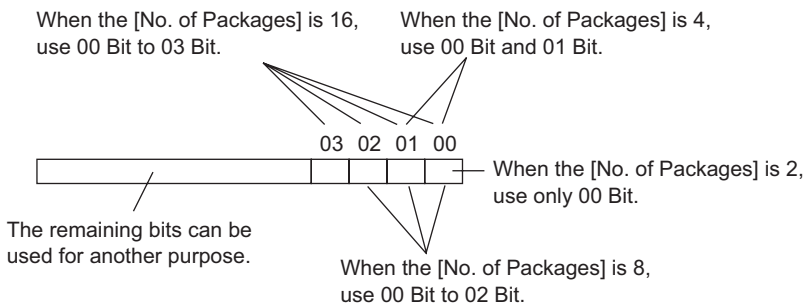 When the [No. of Packages] is 16,
use 00 Bit to 03 Bit.
When the [No. of Packages] is 4,
use 00 Bit and 01 Bit.
03 02 01 00
When the [No. of Packages] is 2,
use only 00 Bit.
The remaining bits can be
used for another purpose.
When the [No. of Packages] is 8,
use 00 Bit to 02 Bit.